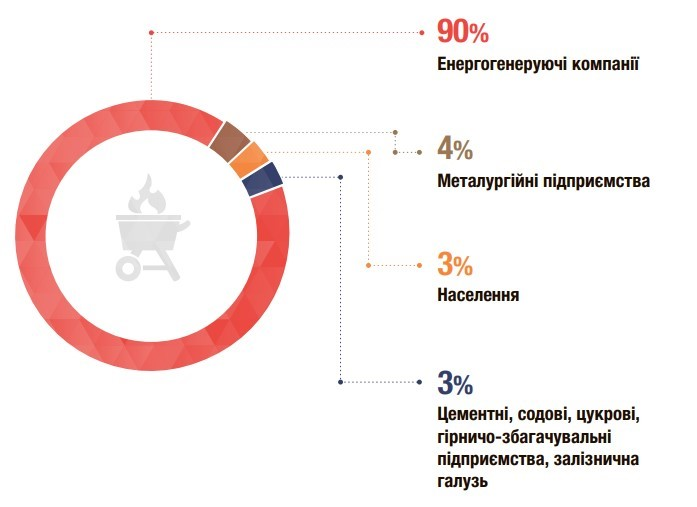 90%
Енергогенеруючі компанії
4%
Металургійні підприємства
3%
Населення
3%
Цементні, содові, цукрові,
гірничо-збагачувальні
підприємства, залізнична
галузь